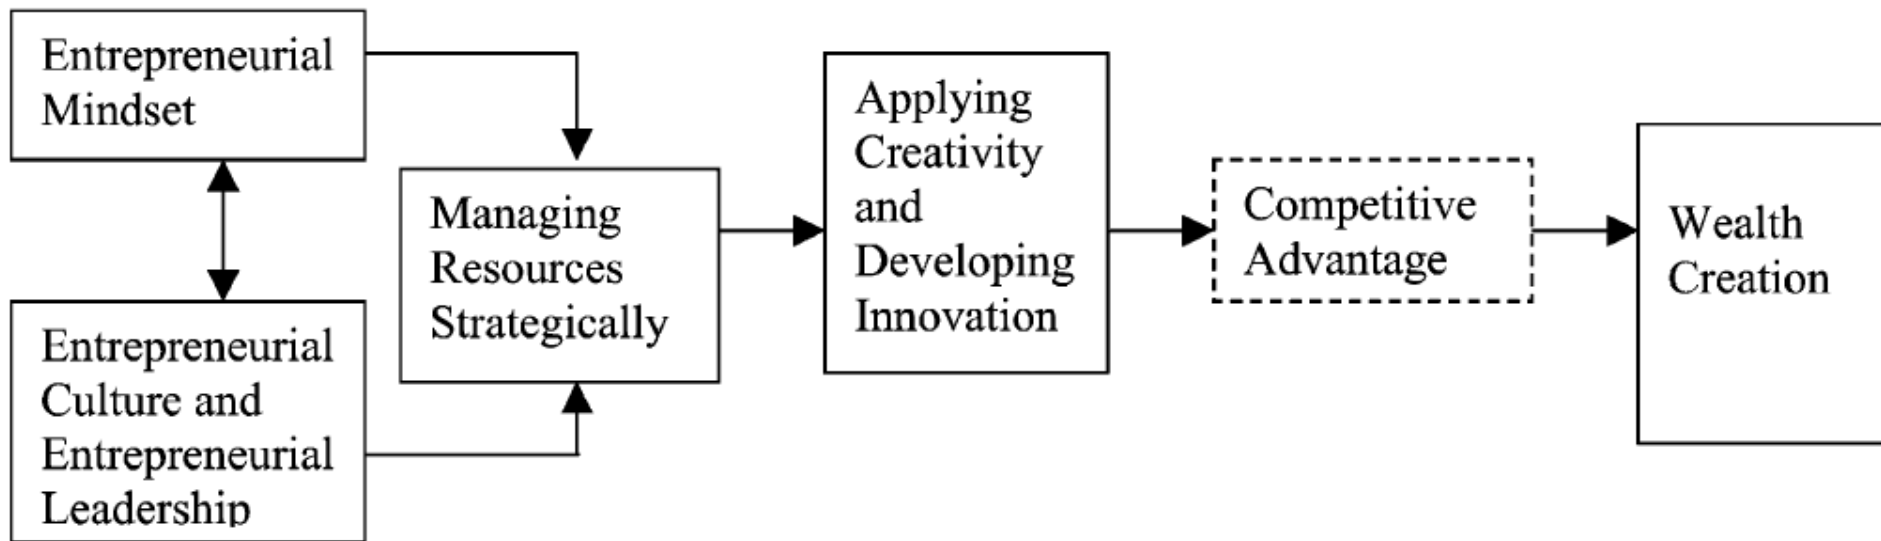 Entrepreneurial
Mindset
Entrepreneurial
Culture and
Entrepreneurial
Leadership
Managing
Resources
Strategically
Applying
Creativity
and
Developing
Innovation
Competitive
Advantage
Wealth
Creation